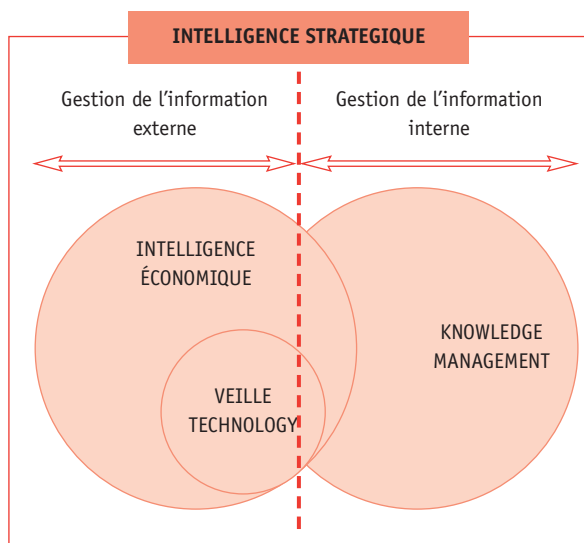 INTELLIGENCE STRATEGIQUE
Gestion de l'information
externe
Gestion de l'information
interne
INTELLIGENCE
ÉCONOMIQUE
KNOWLEDGE
MANAGEMENT
VEILLE
TECHNOLOGY